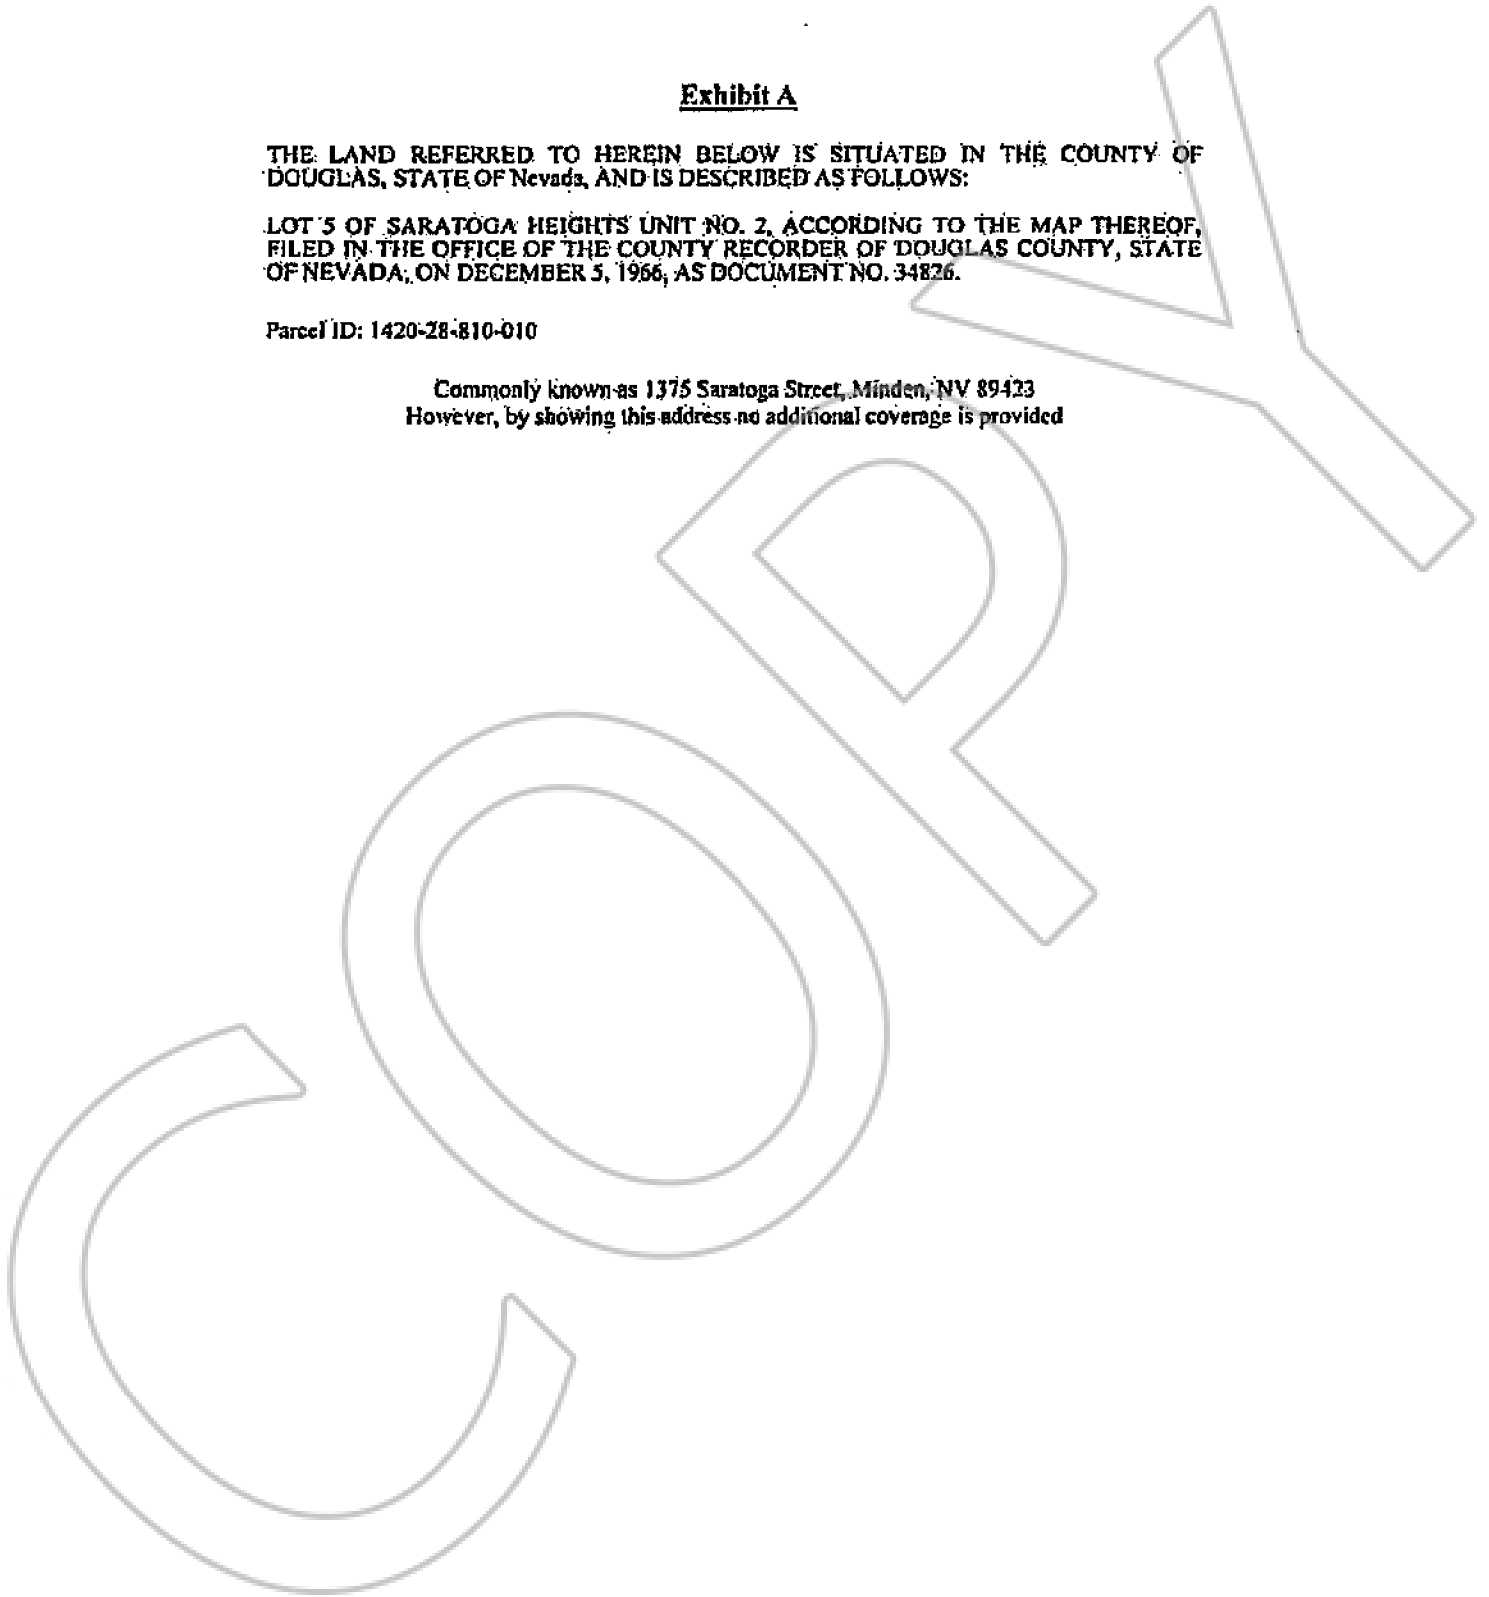 Exhibit A
THE LAND REFERRED TO HEREIN BELOW IS SITUATED IN THE COUNTY OF
DOUGLAS, STATE OF Nevada, AND IS DESCRIBED AS FOLLOWS:
LOT 5 OF SARATOGA HEIGHTS UNIT NO. 2, ACCORDING TO THE MAP THEREOF,
FILED IN THE OFFICE OF THE COUNTY RECORDER OF DOUGLAS COUNTY, STATE
OF NEVADA, ON DECEMBER 5, 1966, AS DOCUMENT NO. 34826.
Parcel ID: 1420-28-810-010
Commonly known as 1375 Saratoga Street, Minden, NV 89423
However, by showing this address no additional coverage is provided
COPY